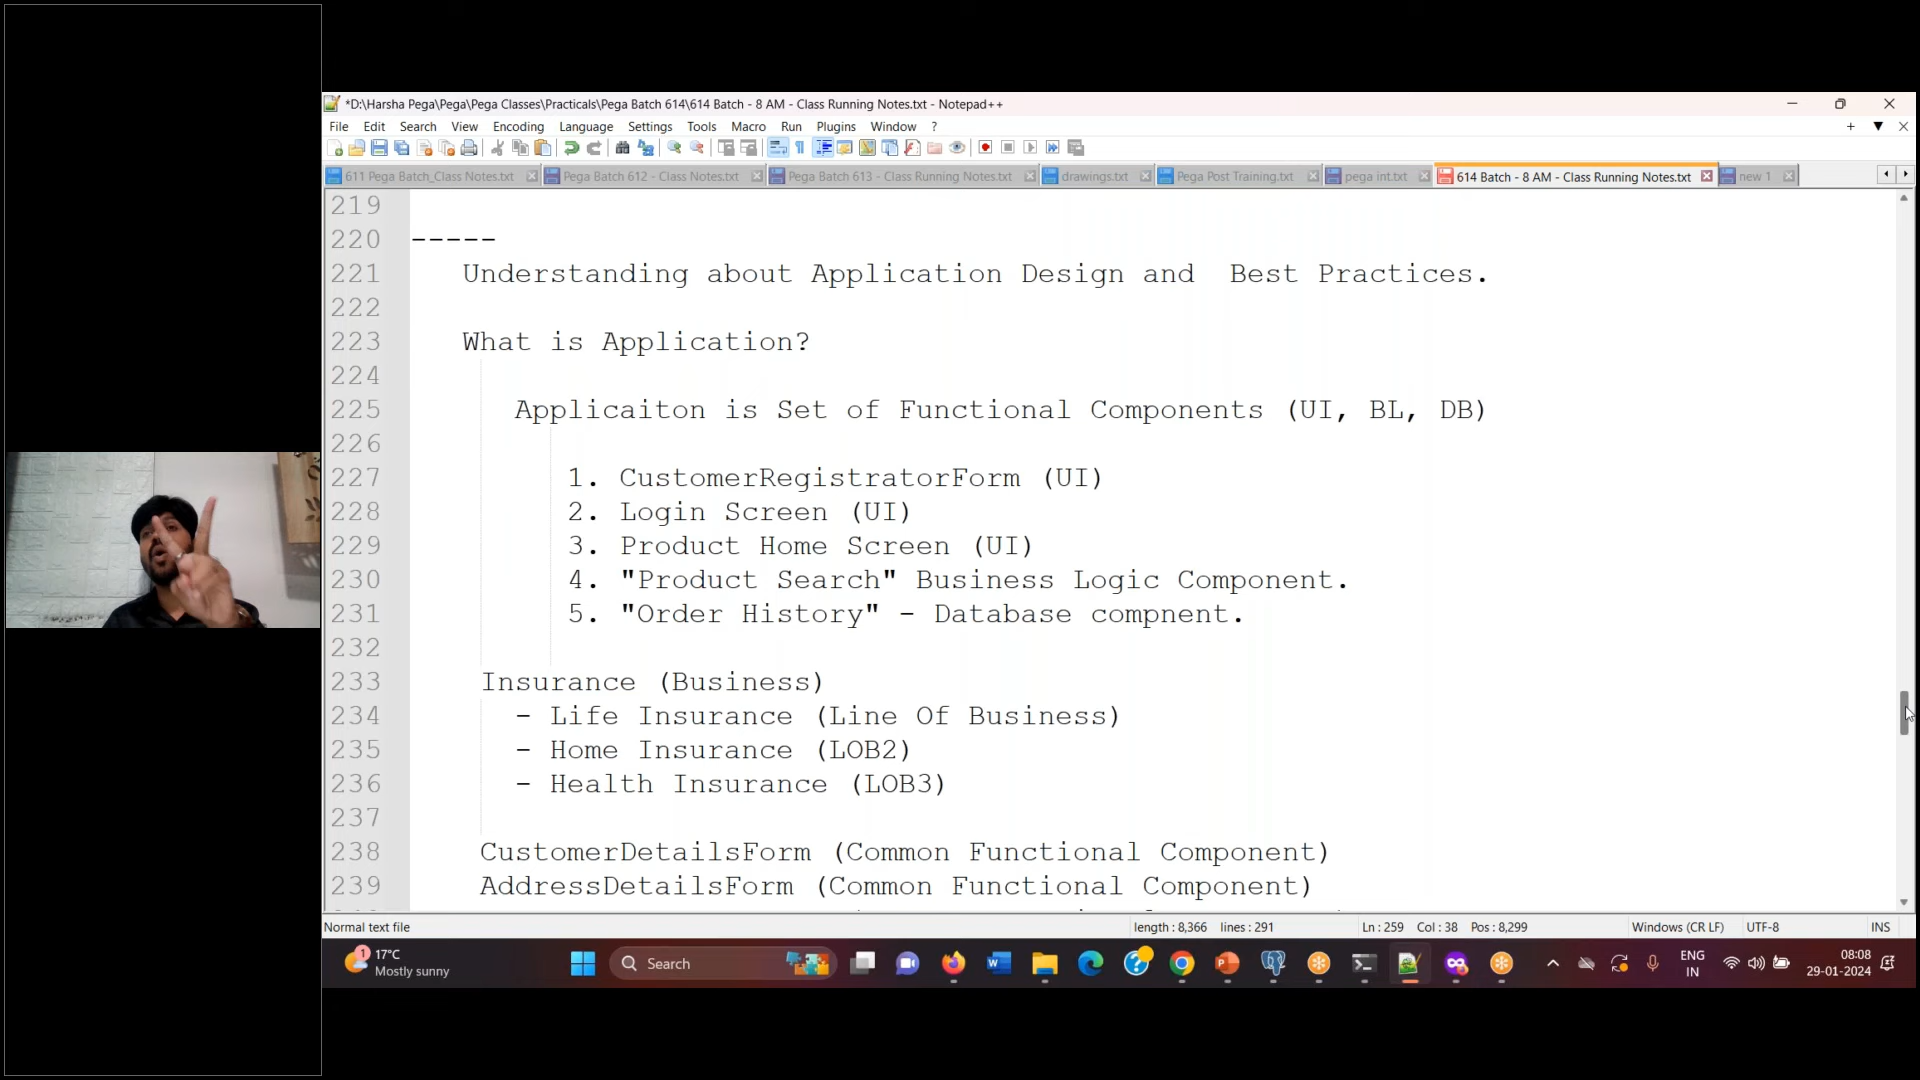 *D:\Harsha Pega\Pega\Pega Classes\Practicals\Pega Batch 614\614 Batch - 8 AM - Class Running Notes.txt - Notepad++
File Edit Search View Encoding Language Settings Tools Macro Run Plugins Window ?
611 Pega Batch_Class Notes.txt Pega Batch 612 - Class Notes.txt Pega Batch 613 - Class Running Notes.txt drawings.txt Pega Post Training.txt pega int.txt 614 Batch - 8 AM - Class Running Notes.txt new 1
219
220 -----
221 Understanding about Application Design and Best Practices.
222
223 What is Application?
224
225 Applicaiton is Set of Functional Components (UI, BL, DB)
226
227 1. CustomerRegistratorForm (UI)
228 2. Login Screen (UI)
229 3. Product Home Screen (UI)
230 4. "Product Search" Business Logic Component.
231 5. "Order History" - Database compnent.
232
233 Insurance (Business)
234 - Life Insurance (Line Of Business)
235 - Home Insurance (LOB2)
236 - Health Insurance (LOB3)
237
238 CustomerDetailsForm (Common Functional Component)
239 AddressDetailsForm (Common Functional Component)
Normal text file length : 8,366 lines : 291 Ln : 259 Col : 38 Pos : 8,299 Windows (CR LF) UTF-8 INS
1 17°C
Mostly sunny
Search
ENG
IN
08:08
29-01-2024